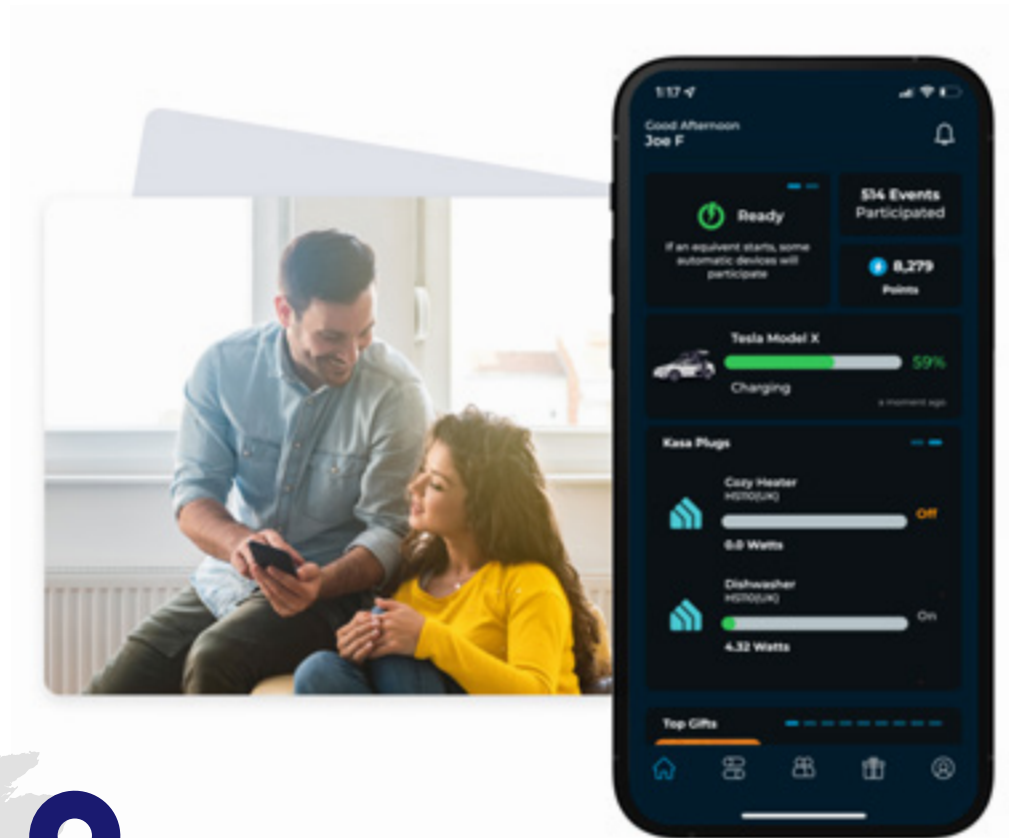 1:17
Good Afternoon
Joe F
Ready
If an equivent starts, some
automatic devices will
participate
514 Events
Participated
8,279
Points
Tesla Model X
59%
Charging
a moment ago
Kasa Plugs
Cozy Heater
HS110(UK)
Off
0.0 Watts
Dishwasher
HS110(UK)
On
4.32 Watts
Top Gifts